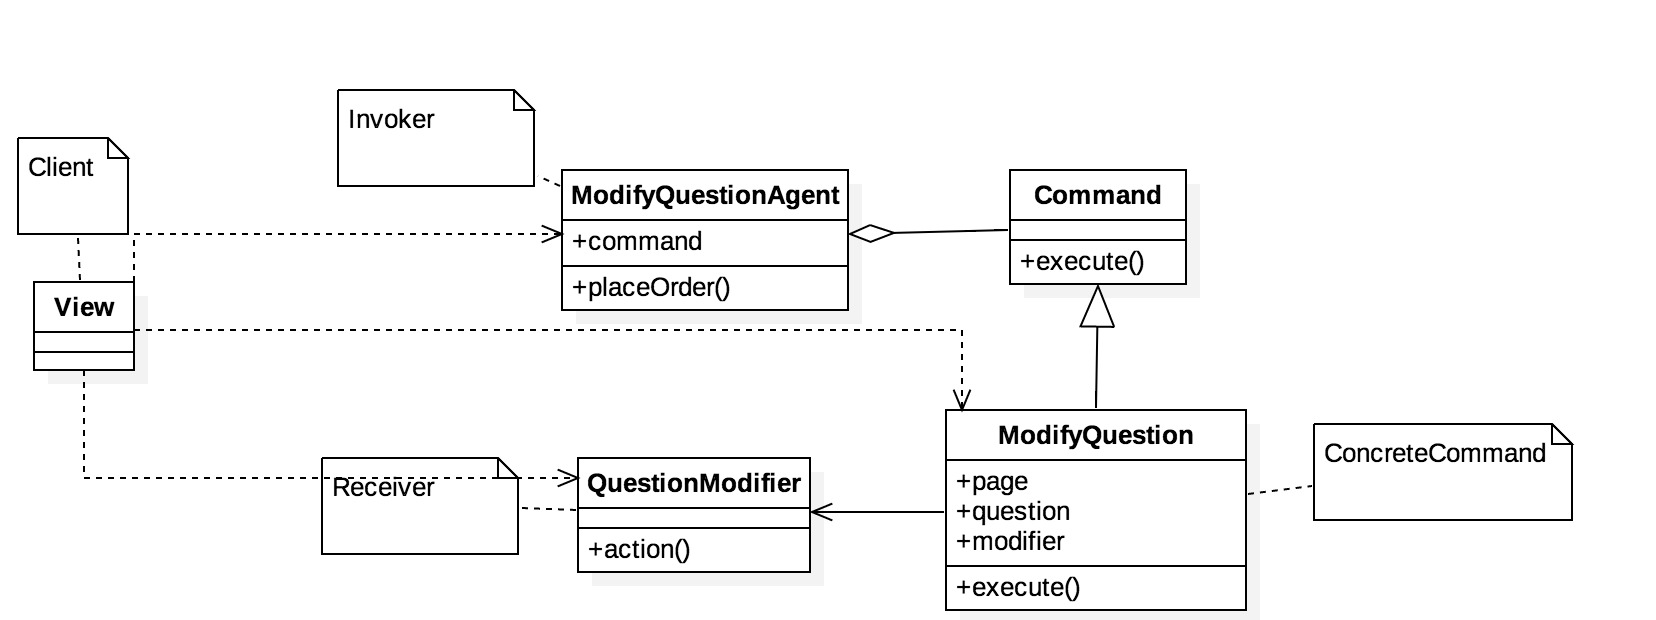 Invoker
Client
ModifyQuestionAgent
+command
+placeOrder()
Command
+execute()
View
ModifyQuestion
+page
+question
+modifier
+execute()
ConcreteCommand
Receiver
QuestionModifier
+action()